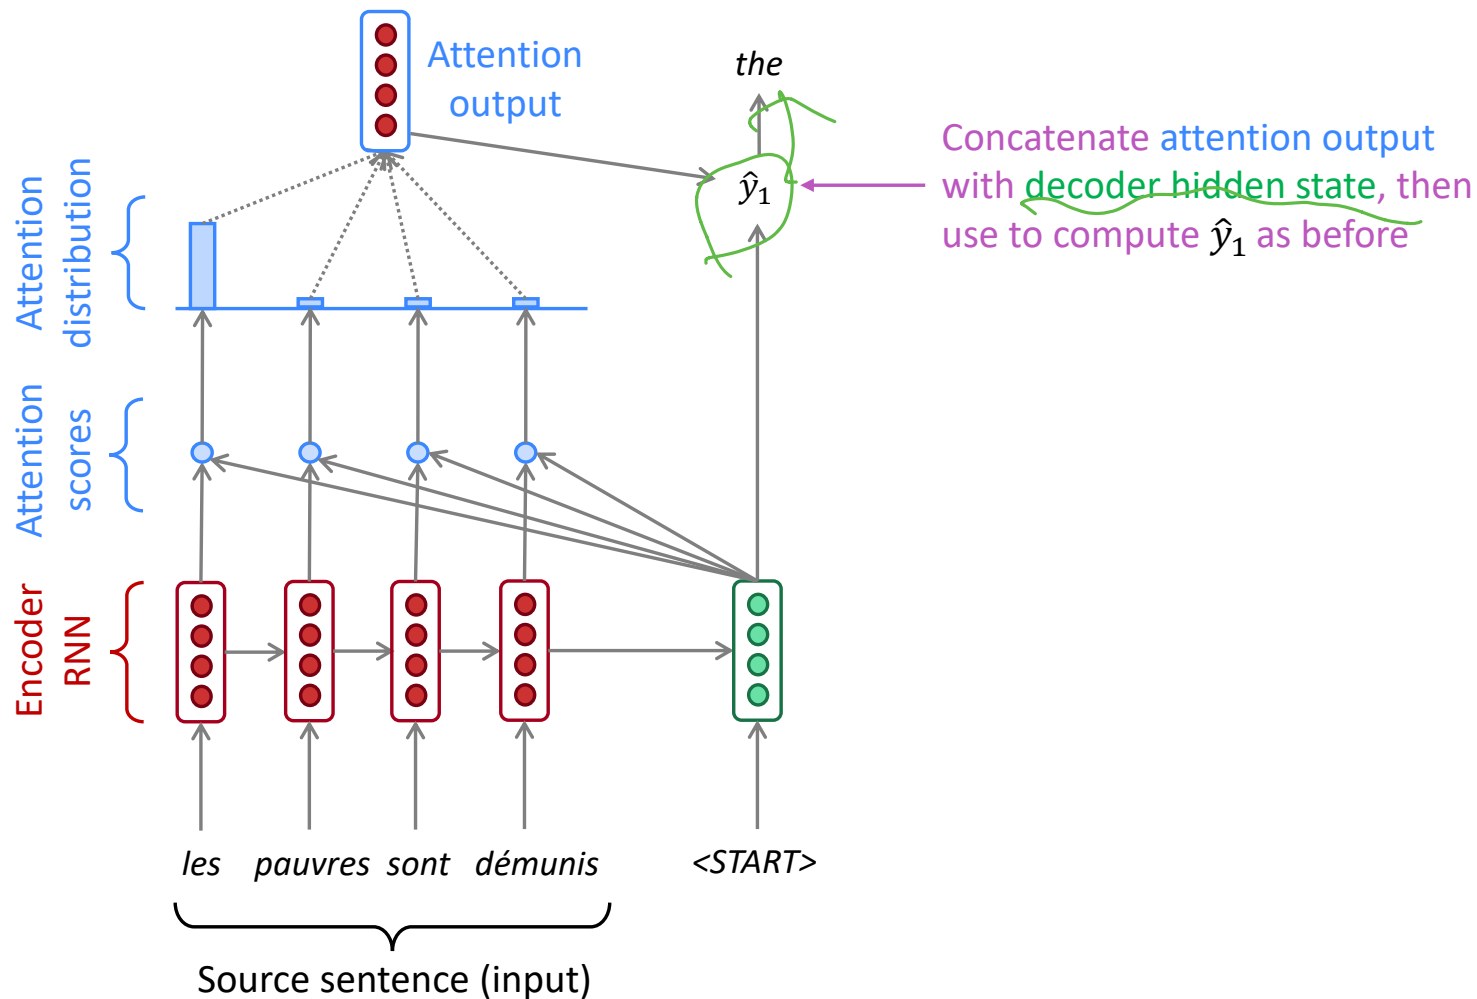 Attention
output
the
Concatenate attention output
with decoder hidden state, then
use to compute ŷ₁ as before
ŷ₁
Attention
distribution
Attention
scores
Encoder
RNN
les pauvres sont démunis <START>
Source sentence (input)